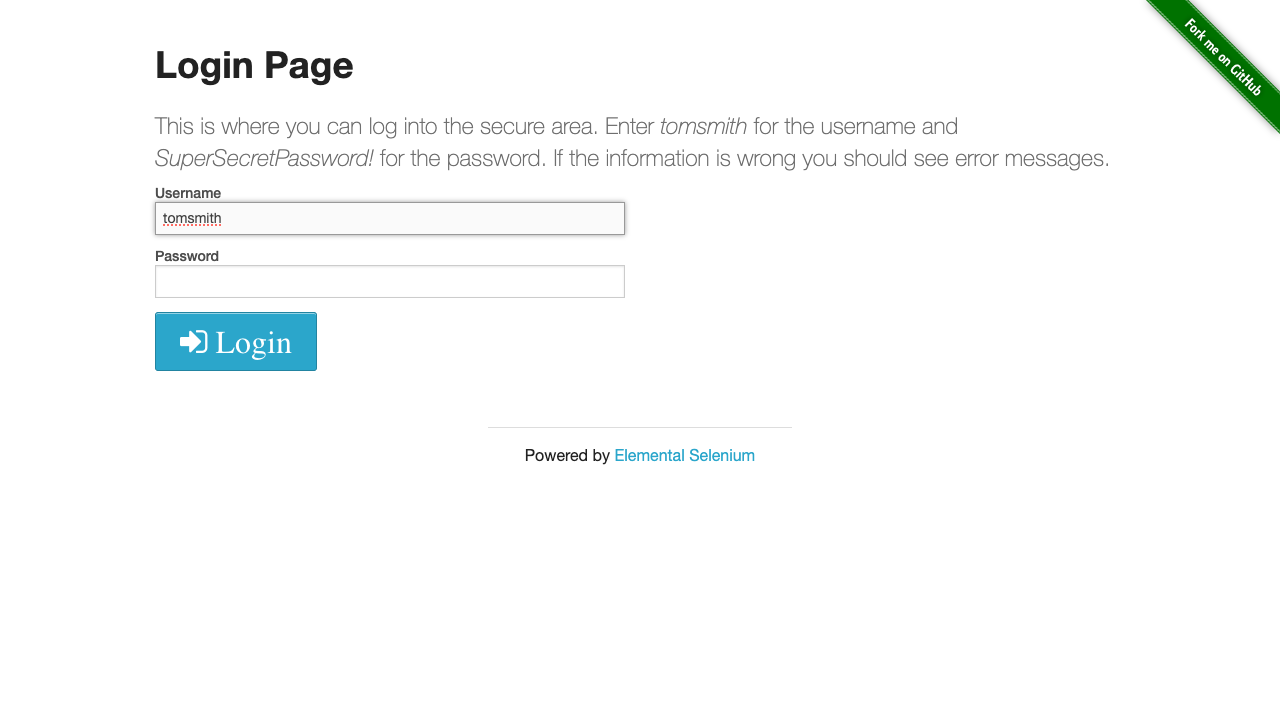 Fork me on GitHub
Login Page
This is where you can log into the secure area. Enter tomsmith for the username and
SuperSecretPassword! for the password. If the information is wrong you should see error messages.
Username
tomsmith
Password
Login
Powered by Elemental Selenium